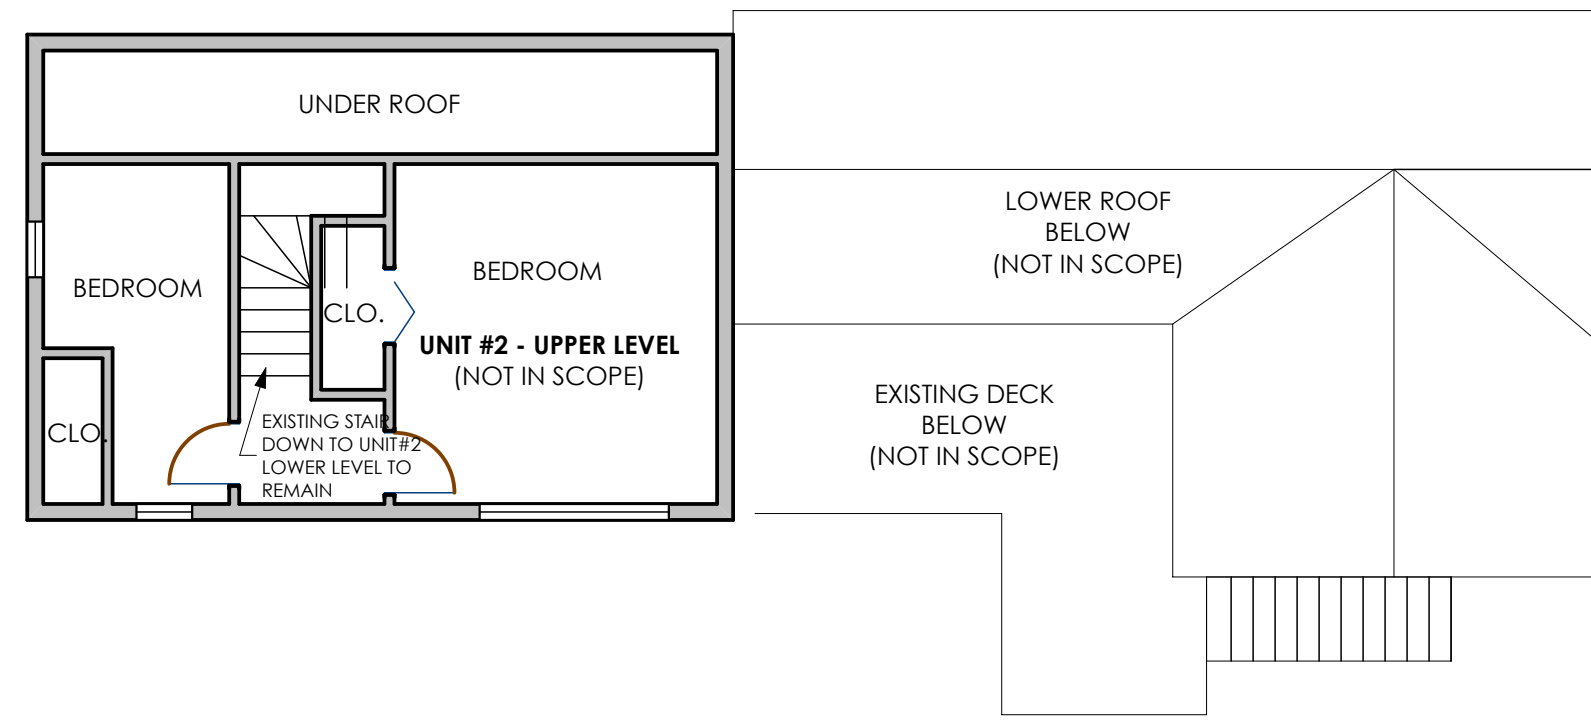 UNDER ROOF
LOWER ROOF
BELOW
(NOT IN SCOPE)
BEDROOM
BEDROOM
CLO.
UNIT #2 - UPPER LEVEL
(NOT IN SCOPE)
EXISTING DECK
BELOW
(NOT IN SCOPE)
CLO.
EXISTING STAIR
DOWN TO UNIT#2
LOWER LEVEL TO
REMAIN